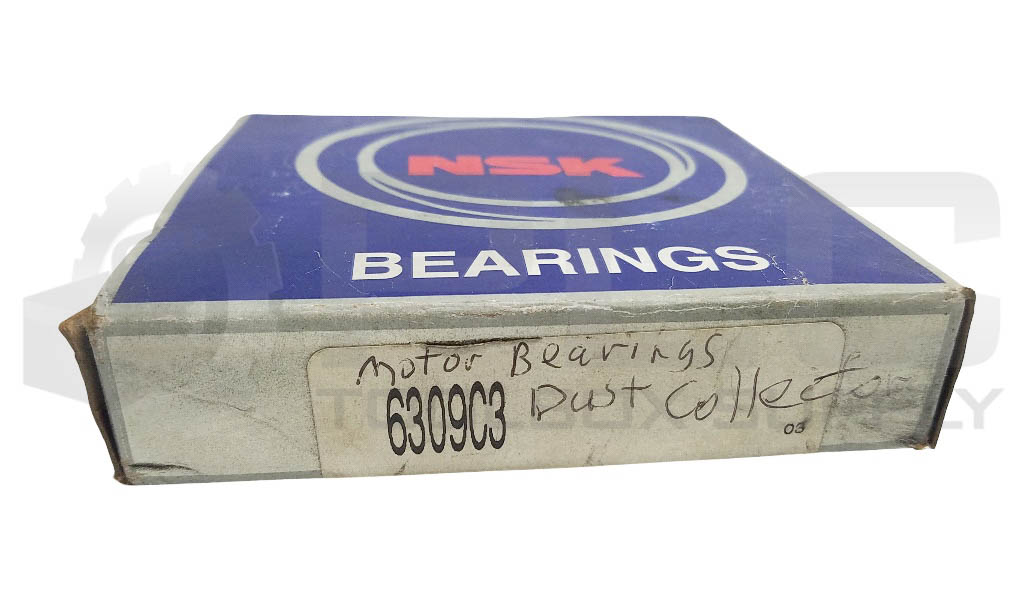 NSK
BEARINGS
Motor Bearings
6309C3 Dust Collector
03